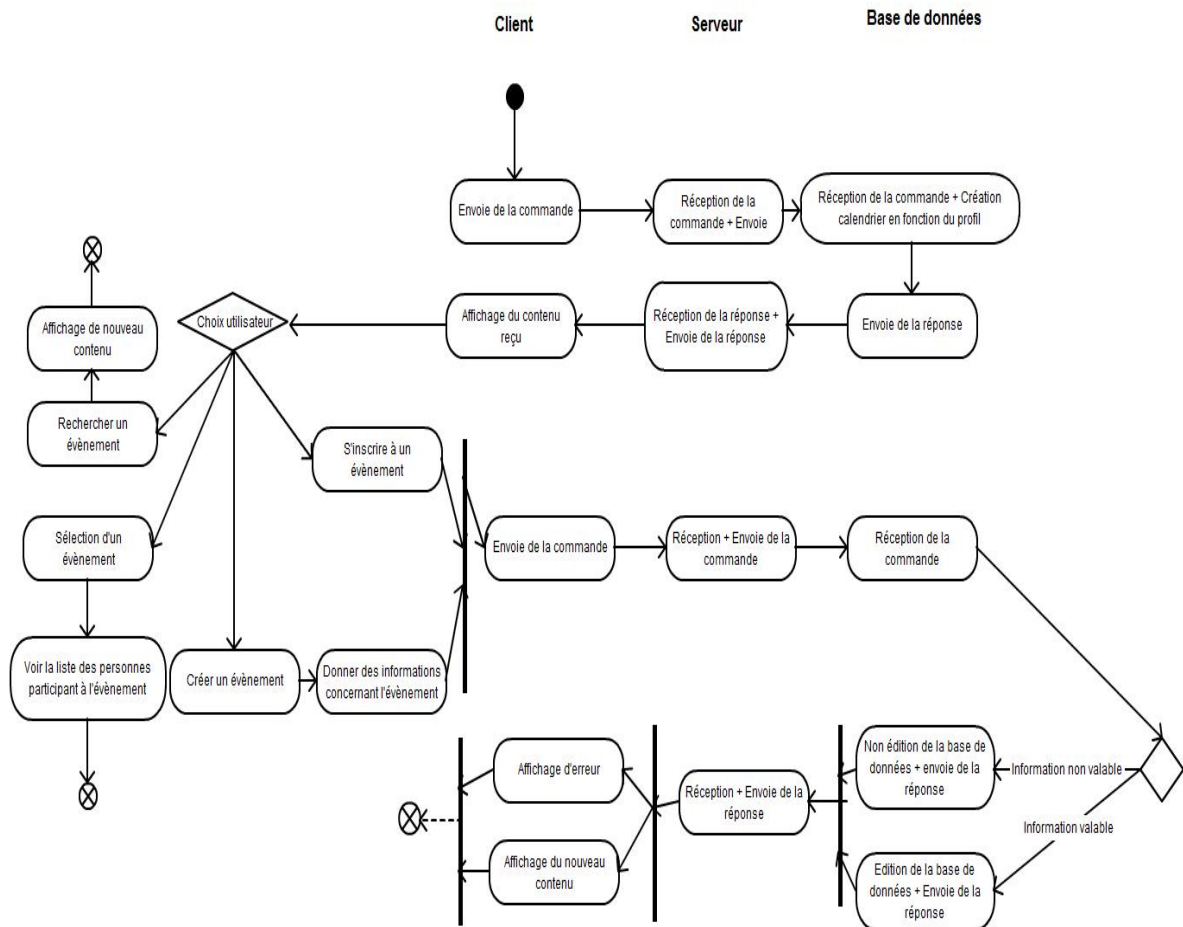 Client
Serveur
Base de données
Envoie de la commande
Réception de la
commande + Envoie
Réception de la commande + Création
calendrier en fonction du profil
Affichage de nouveau
contenu
Choix utilisateur
Affichage du contenu
reçu
Réception de la réponse +
Envoie de la réponse
Envoie de la réponse
Rechercher un
évènement
S'inscrire à un
évènement
Sélection d'un
évènement
Envoie de la commande
Réception + Envoie de la
commande
Réception de la
commande
Voir la liste des personnes
participant à l'évènement
Créer un évènement
Donner des informations
concernant l'évènement
Affichage d'erreur
Réception + Envoie de la
réponse
Non édition de la base de
données + envoie de la
réponse
Information non valable
Information valable
Affichage du nouveau
contenu
Edition de la base de
données + Envoie de la
réponse